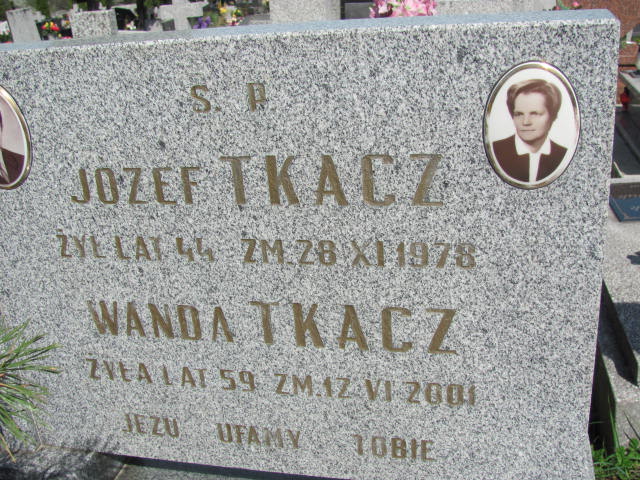 S. P.
JOZEF TKACZ
ŻYŁ LAT 44 ZM. 28 XI 1978
WANDA TKACZ
ŻYŁA LAT 59 ZM. 12 VI 2001
JEZU UFAMY TOBIE